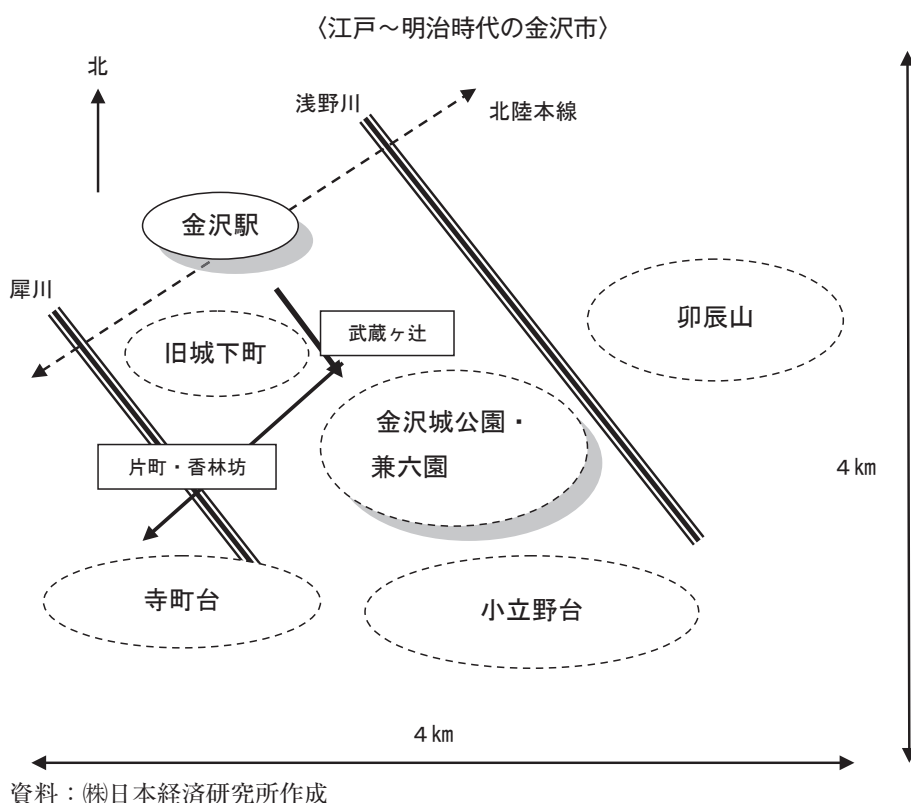 〈江戸～明治時代の金沢市〉
北
浅野川
北陸本線
金沢駅
犀川
卯辰山
武蔵ヶ辻
旧城下町
金沢城公園・
兼六園
片町・香林坊
4㎞
寺町台
小立野台
4㎞
資料：㈱日本経済研究所作成